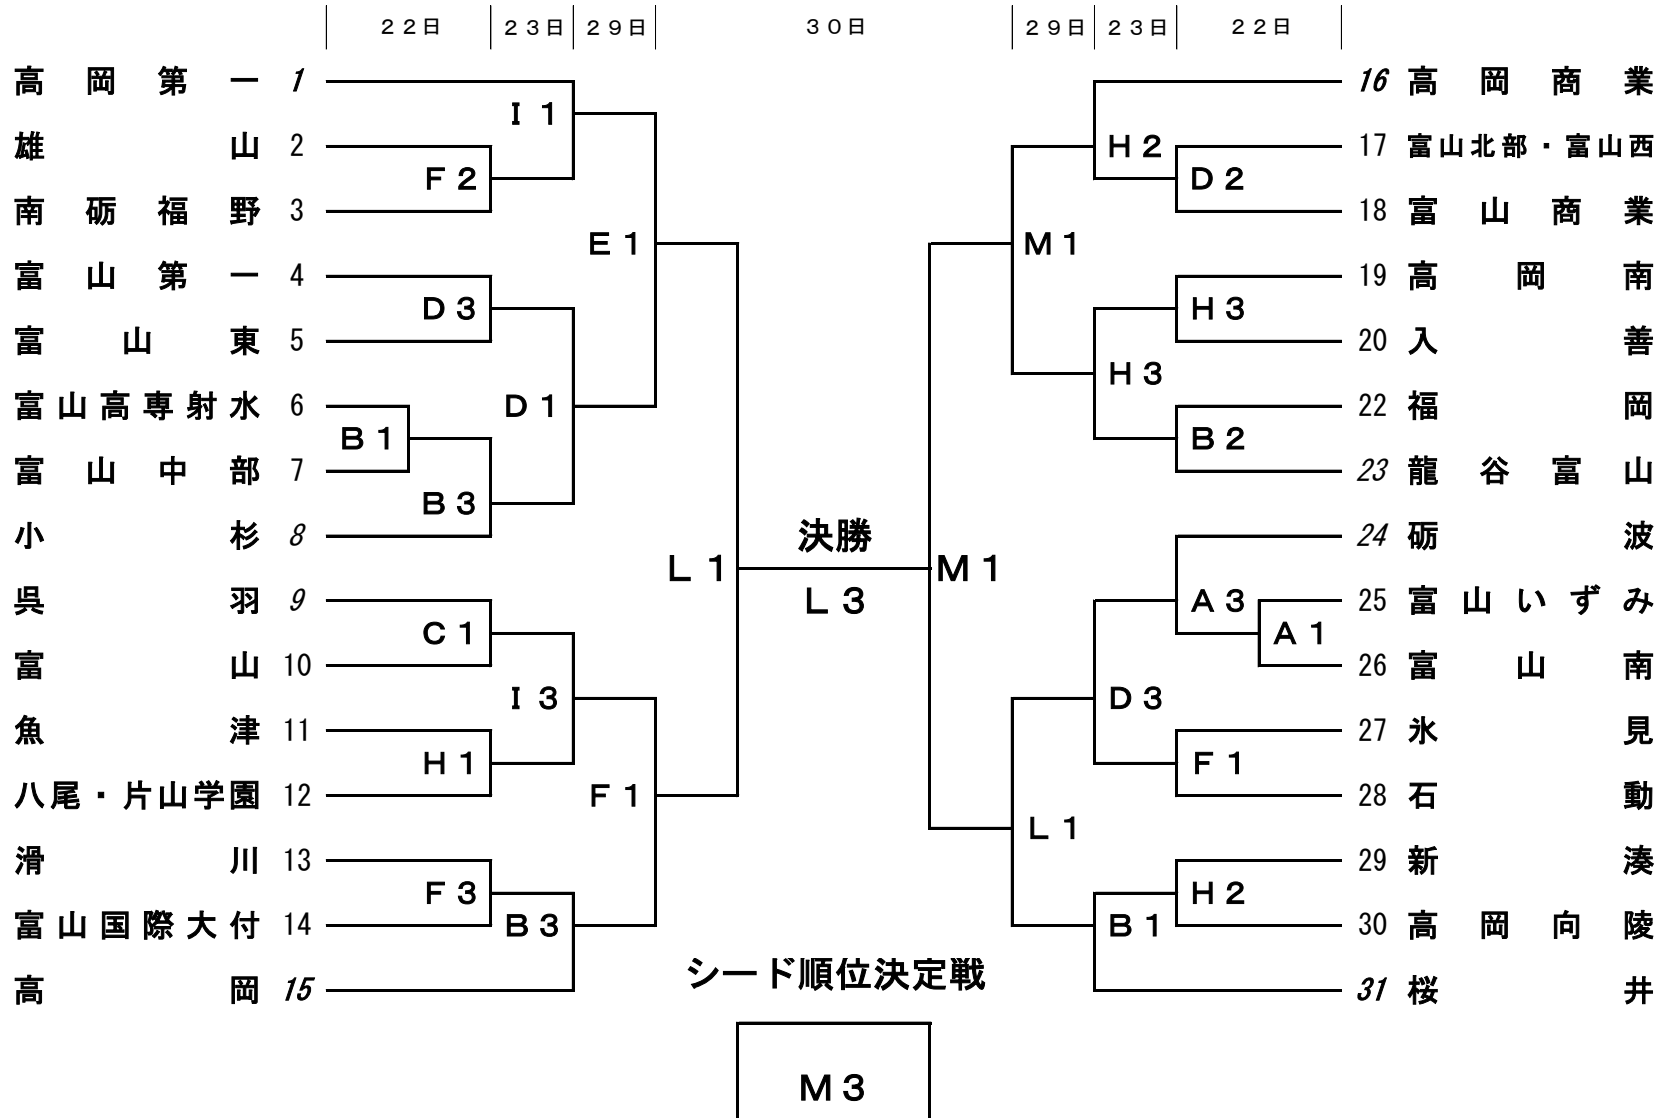 22日 23日 29日 30日 29日 23日 22日
高岡第一 1 16 高岡商業
I1
雄山 2 H2 17 富山北部・富山西
F2 D2
南砺福野 3 18 富山商業
E1 M1
富山第一 4 19 高岡南
D3 H3
富山東 5 20 入善
H3
富山高専射水 6 D1 22 福岡
B1 B2
富山中部 7 23 龍谷富山
B3
小杉 8 決勝 24 砺波
L1 M1
呉羽 9 L3 A3 25 富山いずみ
C1 A1
富山 10 26 富山南
I3 D3
魚津 11 27 氷見
H1 F1
八尾・片山学園 12 F1 28 石動
L1
滑川 13 29 新湊
F3 H2
富山国際大付 14 B3 B1 30 高岡向陵
シード順位決定戦
高岡 15 31 桜井
M3